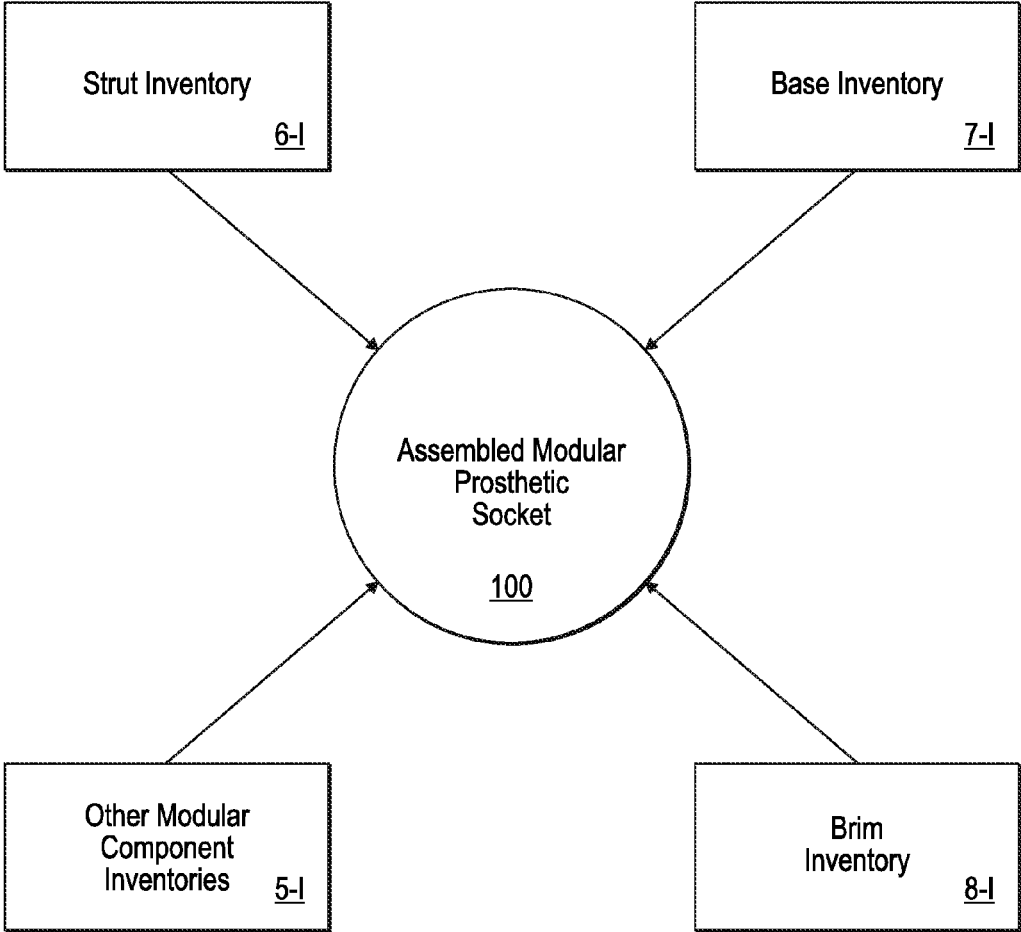 Strut Inventory
6-I
Base Inventory
7-I
Assembled Modular
Prosthetic
Socket
100
Other Modular
Component
Inventories
5-I
Brim
Inventory
8-I